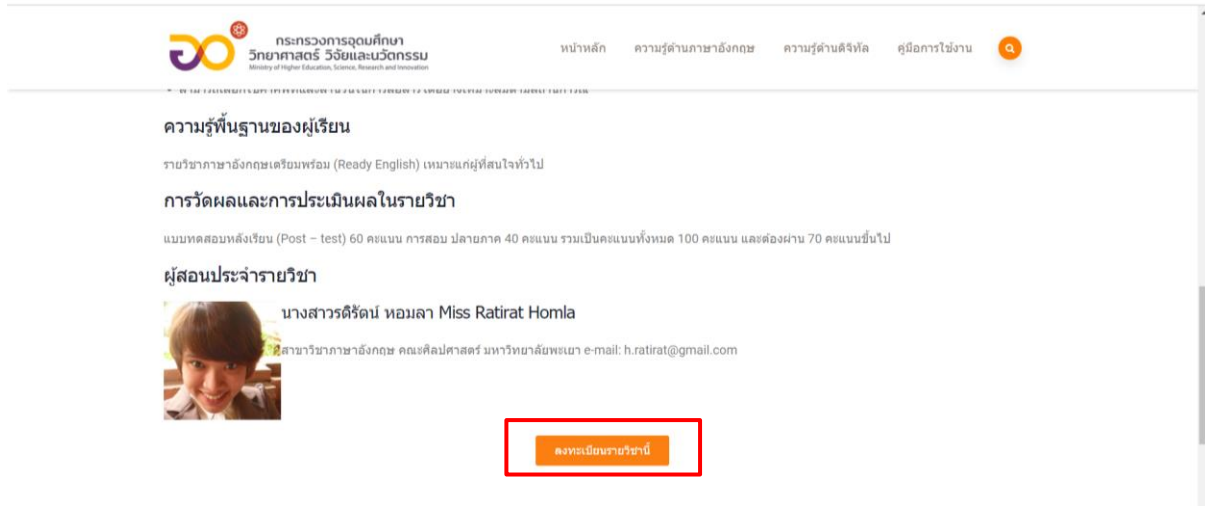 กระทรวงการอุดมศึกษา
วิทยาศาสตร์ วิจัยและนวัตกรรม
Ministry of Higher Education, Science, Research and Innovation
หน้าหลัก ความรู้ด้านภาษาอังกฤษ ความรู้ด้านดิจิทัล คู่มือการใช้งาน
ความรู้พื้นฐานของผู้เรียน
รายวิชาภาษาอังกฤษเตรียมพร้อม (Ready English) เหมาะแก่ผู้ที่สนใจทั่วไป
การวัดผลและการประเมินผลในรายวิชา
แบบทดสอบหลังเรียน (Post – test) 60 คะแนน การสอบ ปลายภาค 40 คะแนน รวมเป็นคะแนนทั้งหมด 100 คะแนน และต้องผ่าน 70 คะแนนขึ้นไป
ผู้สอนประจำรายวิชา
นางสาวรติรัตน์ หอมลา Miss Ratirat Homla
สาขาวิชาภาษาอังกฤษ คณะศิลปศาสตร์ มหาวิทยาลัยพะเยา e-mail: h.ratirat@gmail.com
ลงทะเบียนรายวิชานี้